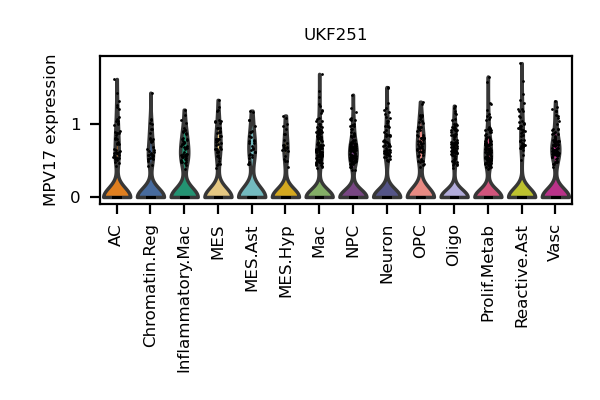 UKF251
MPV17 expression
1
0
AC
Chromatin.Reg
Inflammatory.Mac
MES
MES.Ast
MES.Hyp
Mac
NPC
Neuron
OPC
Oligo
Prolif.Metab
Reactive.Ast
Vasc